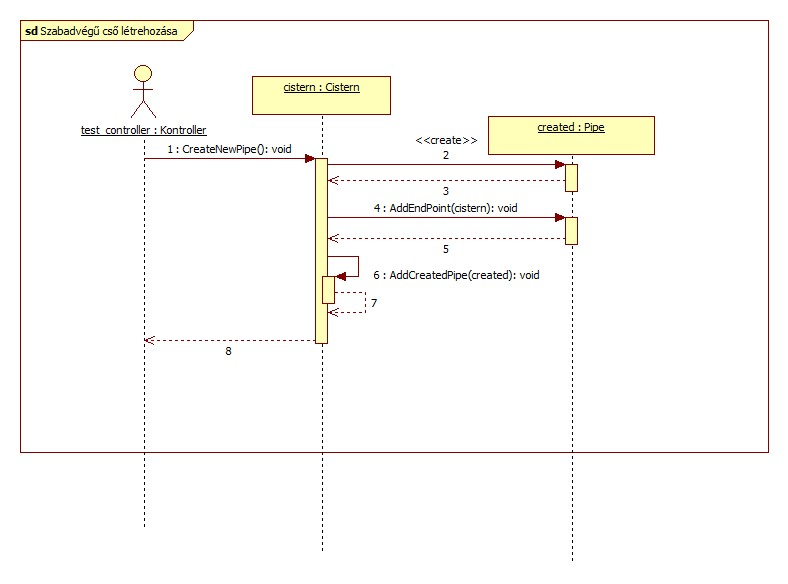 sd Szabadvégű cső létrehozása
cistern : Cistern
test_controller : Kontroller
created : Pipe
<<create>>
1 : CreateNewPipe(): void
2
3
4 : AddEndPoint(cistern): void
5
6 : AddCreatedPipe(created): void
7
8